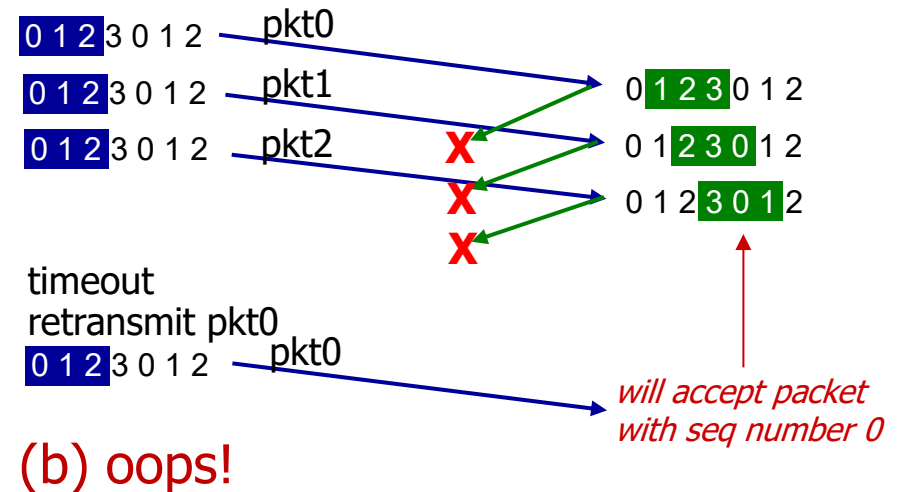 0 1 2 3 0 1 2
pkt0
0 1 2 3 0 1 2
0 1 2 3 0 1 2
pkt1
0 1 2 3 0 1 2
0 1 2 3 0 1 2
pkt2
X
X
X
0 1 2 3 0 1 2
timeout
retransmit pkt0
0 1 2 3 0 1 2
pkt0
will accept packet
with seq number 0
(b) oops!